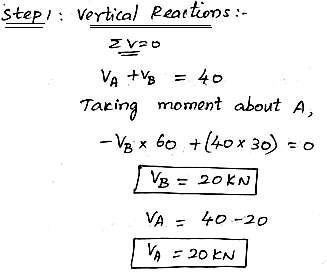 Step 1: Vertical Reactions:-
ΣV=0
VA + VB = 40
Taking moment about A,
-VB × 60 + (40 × 30) = 0
VB = 20 KN
VA = 40 - 20
VA = 20 KN